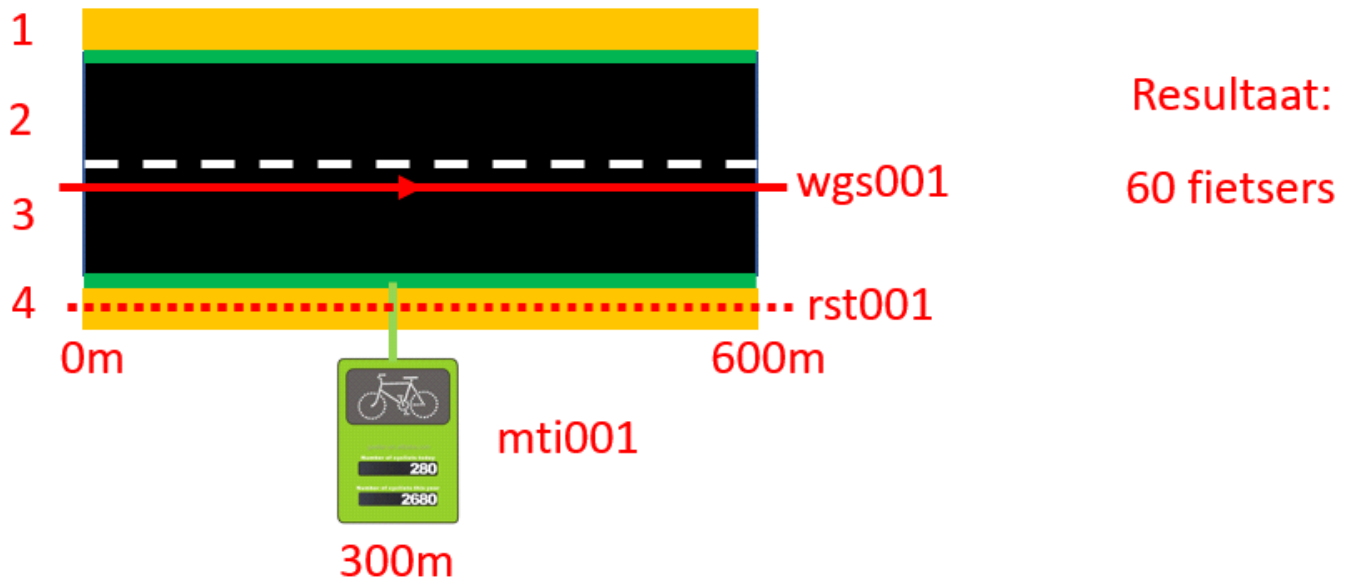 1
2
3
4
wgs001
rst001
Resultaat:
60 fietsers
0m
600m
mti001
Number of cyclists today
280
Number of cyclists this year
2680
300m